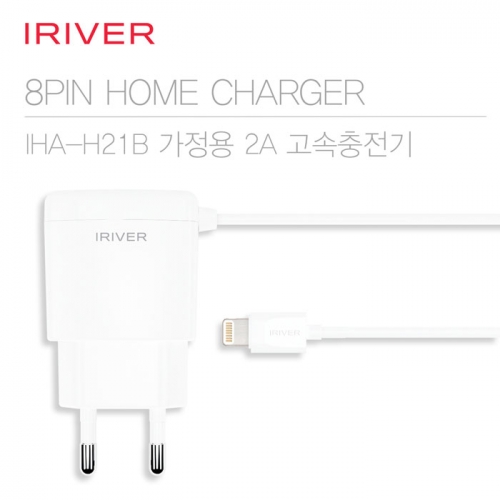 IRIVER
8PIN HOME CHARGER
IHA-H21B 가정용 2A 고속충전기
IRIVER
IRIVER